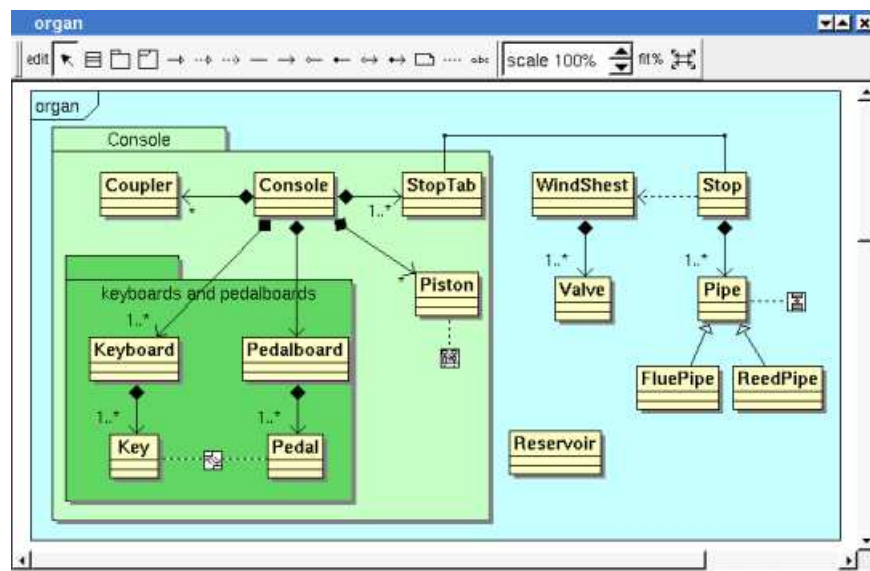 organ
edit
abc
scale 100%
fit%
organ
Console
Coupler
Console
StopTab
WindShest
Stop
*
1..*
1..*
1..*
Piston
Valve
Pipe
*
keyboards and pedalboards
1..*
Keyboard
Pedalboard
FluePipe
ReedPipe
1..*
1..*
Key
Pedal
Reservoir